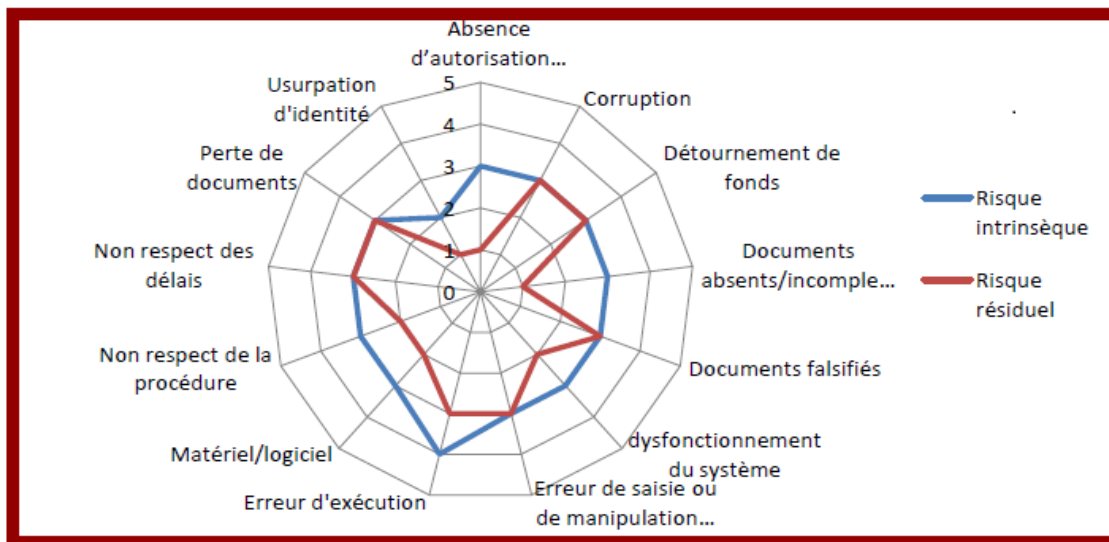 Absence
d’autorisation…
Corruption
Détournement de
fonds
Documents
absents/incomple…
Documents falsifiés
dysfonctionnement
du système
Erreur de saisie ou
de manipulation…
Erreur d'exécution
Matériel/logiciel
Non respect de la
procédure
Non respect des
délais
Perte de
documents
Usurpation
d'identité
5
4
3
2
1
0
Risque
intrinsèque
Risque
résiduel